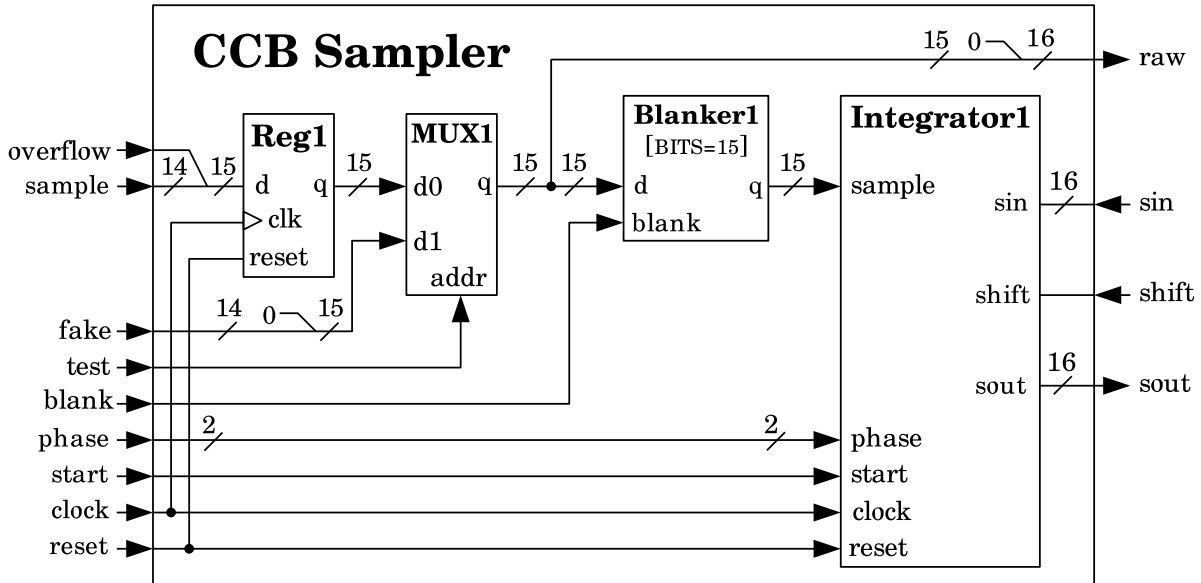 CCB Sampler
15 0 16 raw
Reg1
MUX1
Blanker1
[BITS=15]
Integrator1
overflow
sample 14 15 d q 15 d0 q 15 15 d q 15 sample
clk
blank
sin 16 sin
d1
reset
addr
shift shift
fake 14 0 15
test
sout 16 sout
blank
phase 2 2 phase
start start
clock clock
reset reset